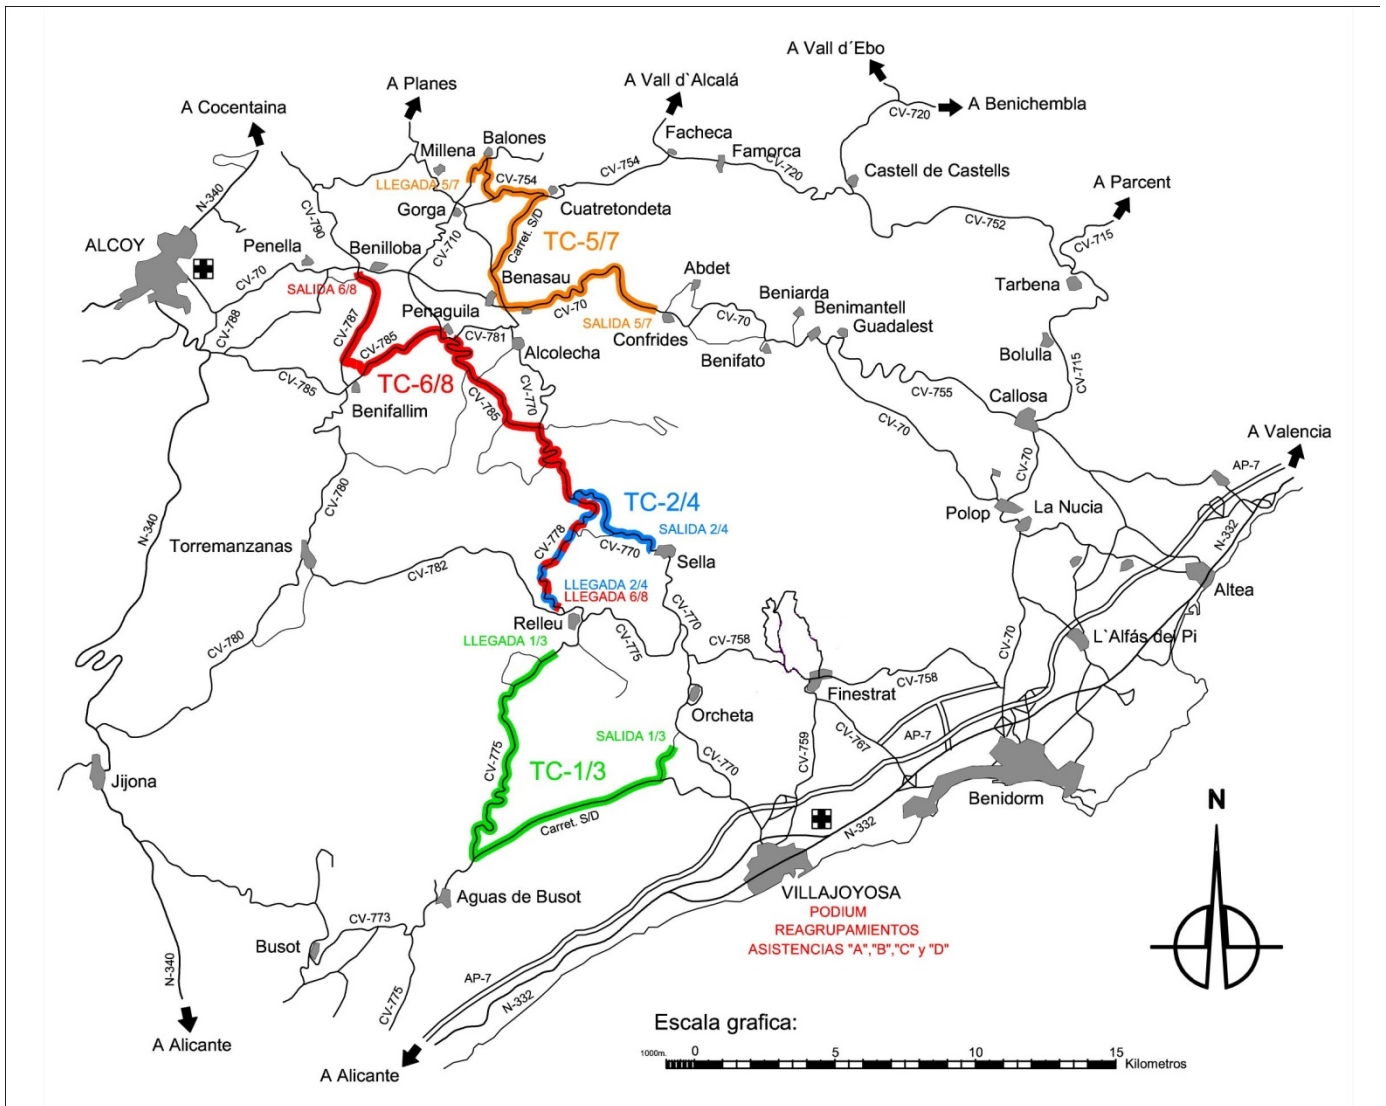 A Vall d´Ebo
A Planes
A Vall d`Alcalá
A Cocentaina
A Benichembla
CV-720
Facheca
Balones
Millena
Famorca
CV-754
CV-720
Castell de Castells
LLEGADA 5/7
CV-754
A Parcent
N-340
Cuatretondeta
Gorga
CV-752
CV-790
Carret. S/D
CV-715
ALCOY
Penella
Benilloba
CV-710
TC-5/7
Benasau
Abdet
CV-70
SALIDA 6/8
Beniarda
Tarbena
CV-70
Benimantell
Penaguila
SALIDA 5/7
CV-70
Guadalest
CV-788
CV-787
CV-781
Confrides
Alcolecha
Benifato
Bolulla
CV-785
CV-785
TC-6/8
CV-715
CV-755
Callosa
CV-770
CV-785
Benifallim
CV-70
A Valencia
CV-70
AP-7
CV-780
TC-2/4
La Nucia
Polop
N-340
SALIDA 2/4
CV-778
N-332
Torremanzanas
CV-770
Sella
CV-782
LLEGADA 2/4
LLEGADA 6/8
Altea
Relleu
CV-770
CV-780
LLEGADA 1/3
CV-775
CV-758
CV-70
L`Alfás del Pi
CV-758
Finestrat
Orcheta
SALIDA 1/3
CV-775
CV-759
CV-767
AP-7
TC-1/3
CV-770
Jijona
Benidorm
Carret. S/D
N
N-332
Aguas de Busot
VILLAJOYOSA
PODIUM
CV-773
REAGRUPAMIENTOS
Busot
ASISTENCIAS "A","B","C" y "D"
N-340
AP-7
CV-775
N-332
Escala grafica:
A Alicante
1000m.
0
5
10
15
Kilometros
A Alicante